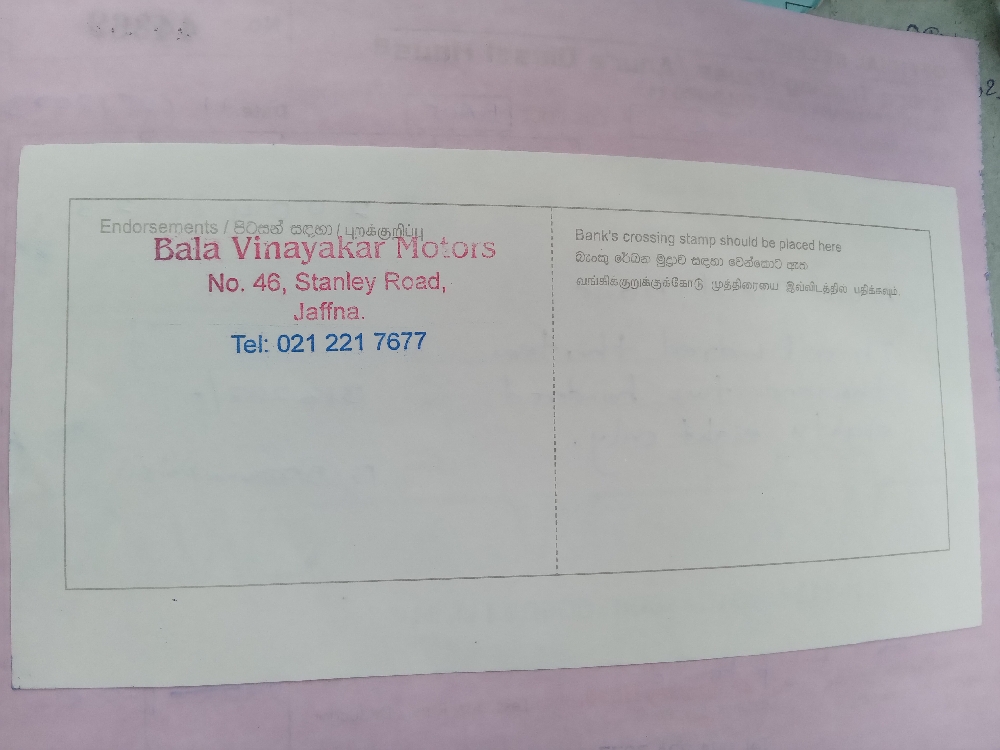 Endorsements / පිටසන් සඳහා / புறக்குறிப்பு
Bala Vinayakar Motors
No. 46, Stanley Road,
Jaffna.
Tel: 021 221 7677
Bank's crossing stamp should be placed here
බැංකු රේඛන මුද්‍රාව සඳහා වෙන්කොට ඇත
வங்கிக்குறுக்குக்கோடு முத்திரையை இவ்விடத்தில் பதிக்கவும்.